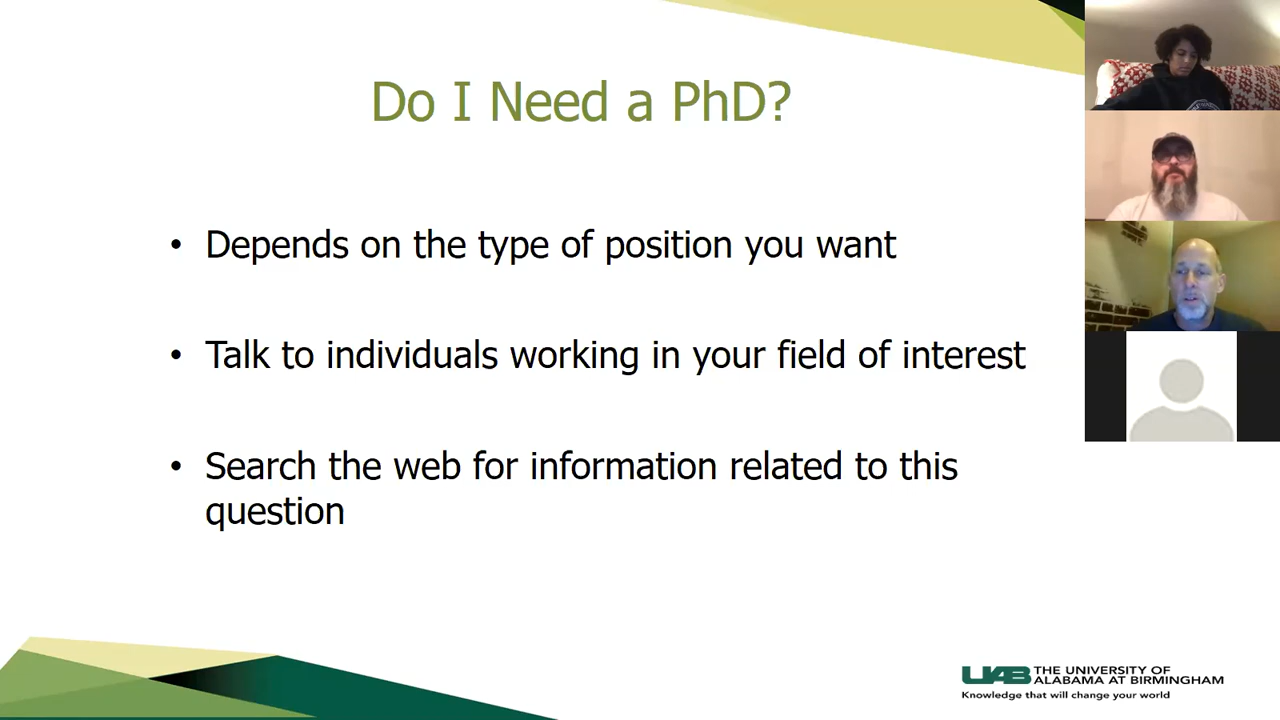 Do I Need a PhD?
• Depends on the type of position you want
• Talk to individuals working in your field of interest
• Search the web for information related to this
question
UAB THE UNIVERSITY OF
ALABAMA AT BIRMINGHAM
Knowledge that will change your world